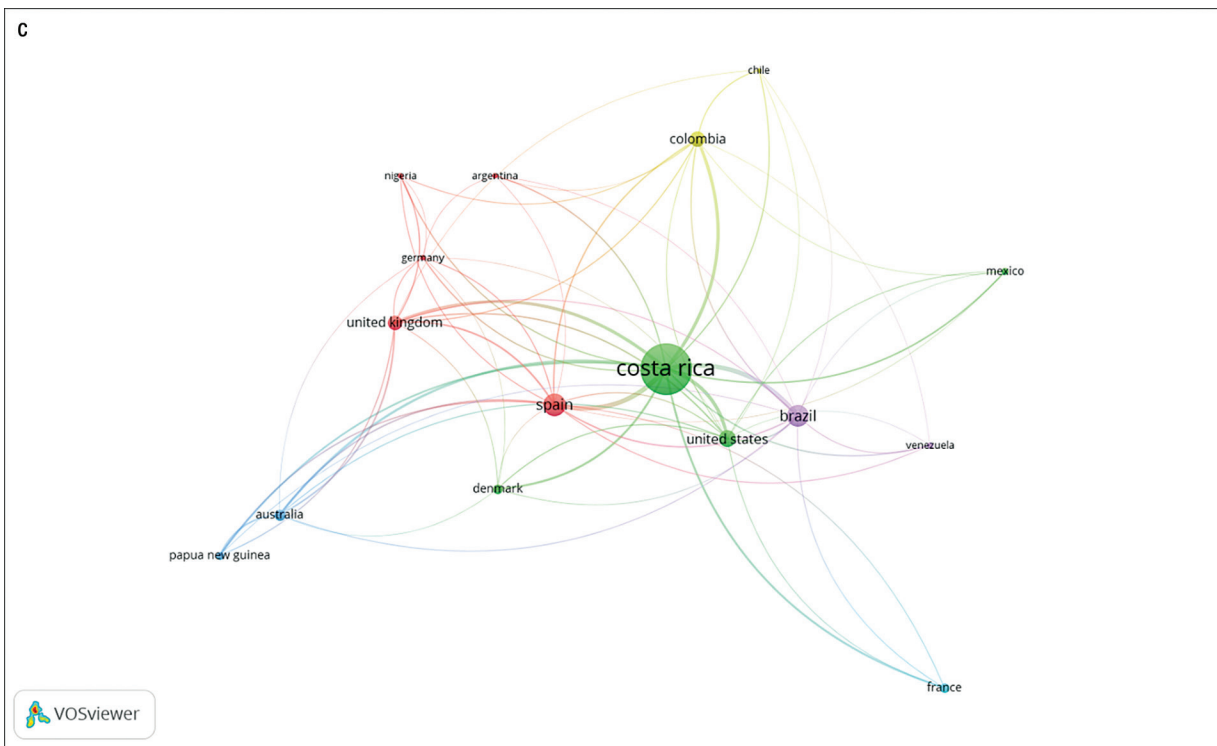 C
chile
colombia
nigeria
argentina
germany
mexico
united kingdom
costa rica
spain
brazil
united states
venezuela
denmark
australia
papua new guinea
france
VOSviewer